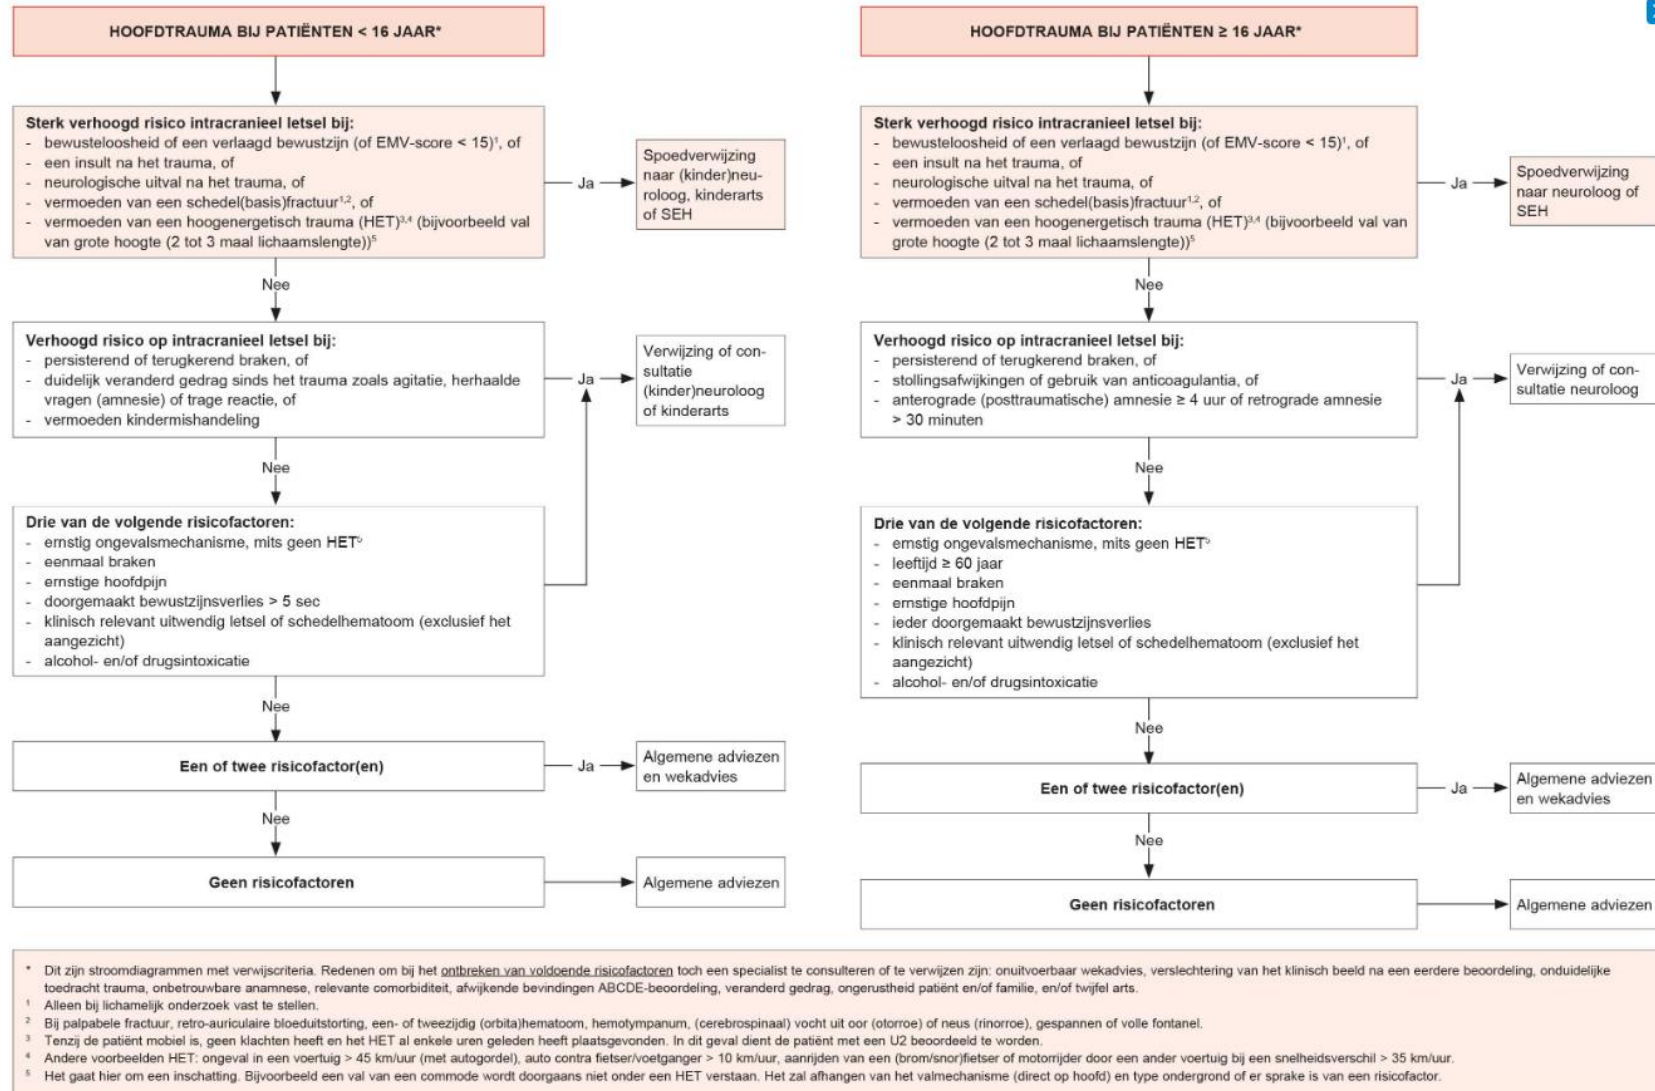 HOOFDTRAUMA BIJ PATIËNTEN < 16 JAAR*
Sterk verhoogd risico intracranieel letsel bij:
- bewusteloosheid of een verlaagd bewustzijn (of EMV-score < 15)¹, of
- een insult na het trauma, of
- neurologische uitval na het trauma, of
- vermoeden van een schedel(basis)fractuur¹,², of
- vermoeden van een hoogenergetisch trauma (HET)³,⁴ (bijvoorbeeld val
van grote hoogte (2 tot 3 maal lichaamslengte))⁵
Ja
Spoedverwijzing
naar (kinder)neu-
roloog, kinderarts
of SEH
Nee
Verhoogd risico op intracranieel letsel bij:
- persisterend of terugkerend braken, of
- duidelijk veranderd gedrag sinds het trauma zoals agitatie, herhaalde
vragen (amnesie) of trage reactie, of
- vermoeden kindermishandeling
Ja
Verwijzing of con-
sultatie
(kinder)neuroloog
of kinderarts
Nee
Drie van de volgende risicofactoren:
- ernstig ongevalsmechanisme, mits geen HET⁵
- eenmaal braken
- ernstige hoofdpijn
- doorgemaakt bewustzijnsverlies > 5 sec
- klinisch relevant uitwendig letsel of schedelhematoom (exclusief het
aangezicht)
- alcohol- en/of drugsintoxicatie
Nee
Een of twee risicofactor(en)
Ja
Algemene adviezen
en wekadvies
Nee
Geen risicofactoren
Algemene adviezen
HOOFDTRAUMA BIJ PATIËNTEN ≥ 16 JAAR*
Sterk verhoogd risico intracranieel letsel bij:
- bewusteloosheid of een verlaagd bewustzijn (of EMV-score < 15)¹, of
- een insult na het trauma, of
- neurologische uitval na het trauma, of
- vermoeden van een schedel(basis)fractuur¹,², of
- vermoeden van een hoogenergetisch trauma (HET)³,⁴ (bijvoorbeeld val van
grote hoogte (2 tot 3 maal lichaamslengte))⁵
Ja
Spoedverwijzing
naar neuroloog of
SEH
Nee
Verhoogd risico op intracranieel letsel bij:
- persisterend of terugkerend braken, of
- stollingsafwijkingen of gebruik van anticoagulantia, of
- anterograde (posttraumatische) amnesie ≥ 4 uur of retrograde amnesie
> 30 minuten
Ja
Verwijzing of con-
sultatie neuroloog
Nee
Drie van de volgende risicofactoren:
- ernstig ongevalsmechanisme, mits geen HET⁵
- leeftijd ≥ 60 jaar
- eenmaal braken
- ernstige hoofdpijn
- ieder doorgemaakt bewustzijnsverlies
- klinisch relevant uitwendig letsel of schedelhematoom (exclusief het
aangezicht)
- alcohol- en/of drugsintoxicatie
Nee
Een of twee risicofactor(en)
Ja
Algemene adviezen
en wekadvies
Nee
Geen risicofactoren
Algemene adviezen
* Dit zijn stroomdiagrammen met verwijscriteria. Redenen om bij het ontbreken van voldoende risicofactoren toch een specialist te consulteren of te verwijzen zijn: onuitvoerbaar wekadvies, verslechtering van het klinisch beeld na een eerdere beoordeling, onduidelijke
toedracht trauma, onbetrouwbare anamnese, relevante comorbiditeit, afwijkende bevindingen ABCDE-beoordeling, veranderd gedrag, ongerustheid patiënt en/of familie, en/of twijfel arts.
¹ Alleen bij lichamelijk onderzoek vast te stellen.
² Bij palpabele fractuur, retro-auriculaire bloeduitstorting, een- of tweezijdig (orbita)hematoom, hemotympanum, (cerebrospinaal) vocht uit oor (otorroe) of neus (rinorroe), gespannen of volle fontanel.
³ Tenzij de patiënt mobiel is, geen klachten heeft en het HET al enkele uren geleden heeft plaatsgevonden. In dit geval dient de patiënt met een U2 beoordeeld te worden.
⁴ Andere voorbeelden HET: ongeval in een voertuig > 45 km/uur (met autogordel), auto contra fietser/voetganger > 10 km/uur, aanrijden van een (brom/snor)fietser of motorrijder door een ander voertuig bij een snelheidsverschil > 35 km/uur.
⁵ Het gaat hier om een inschatting. Bijvoorbeeld een val van een commode wordt doorgaans niet onder een HET verstaan. Het zal afhangen van het valmechanisme (direct op hoofd) en type ondergrond of er sprake is van een risicofactor.